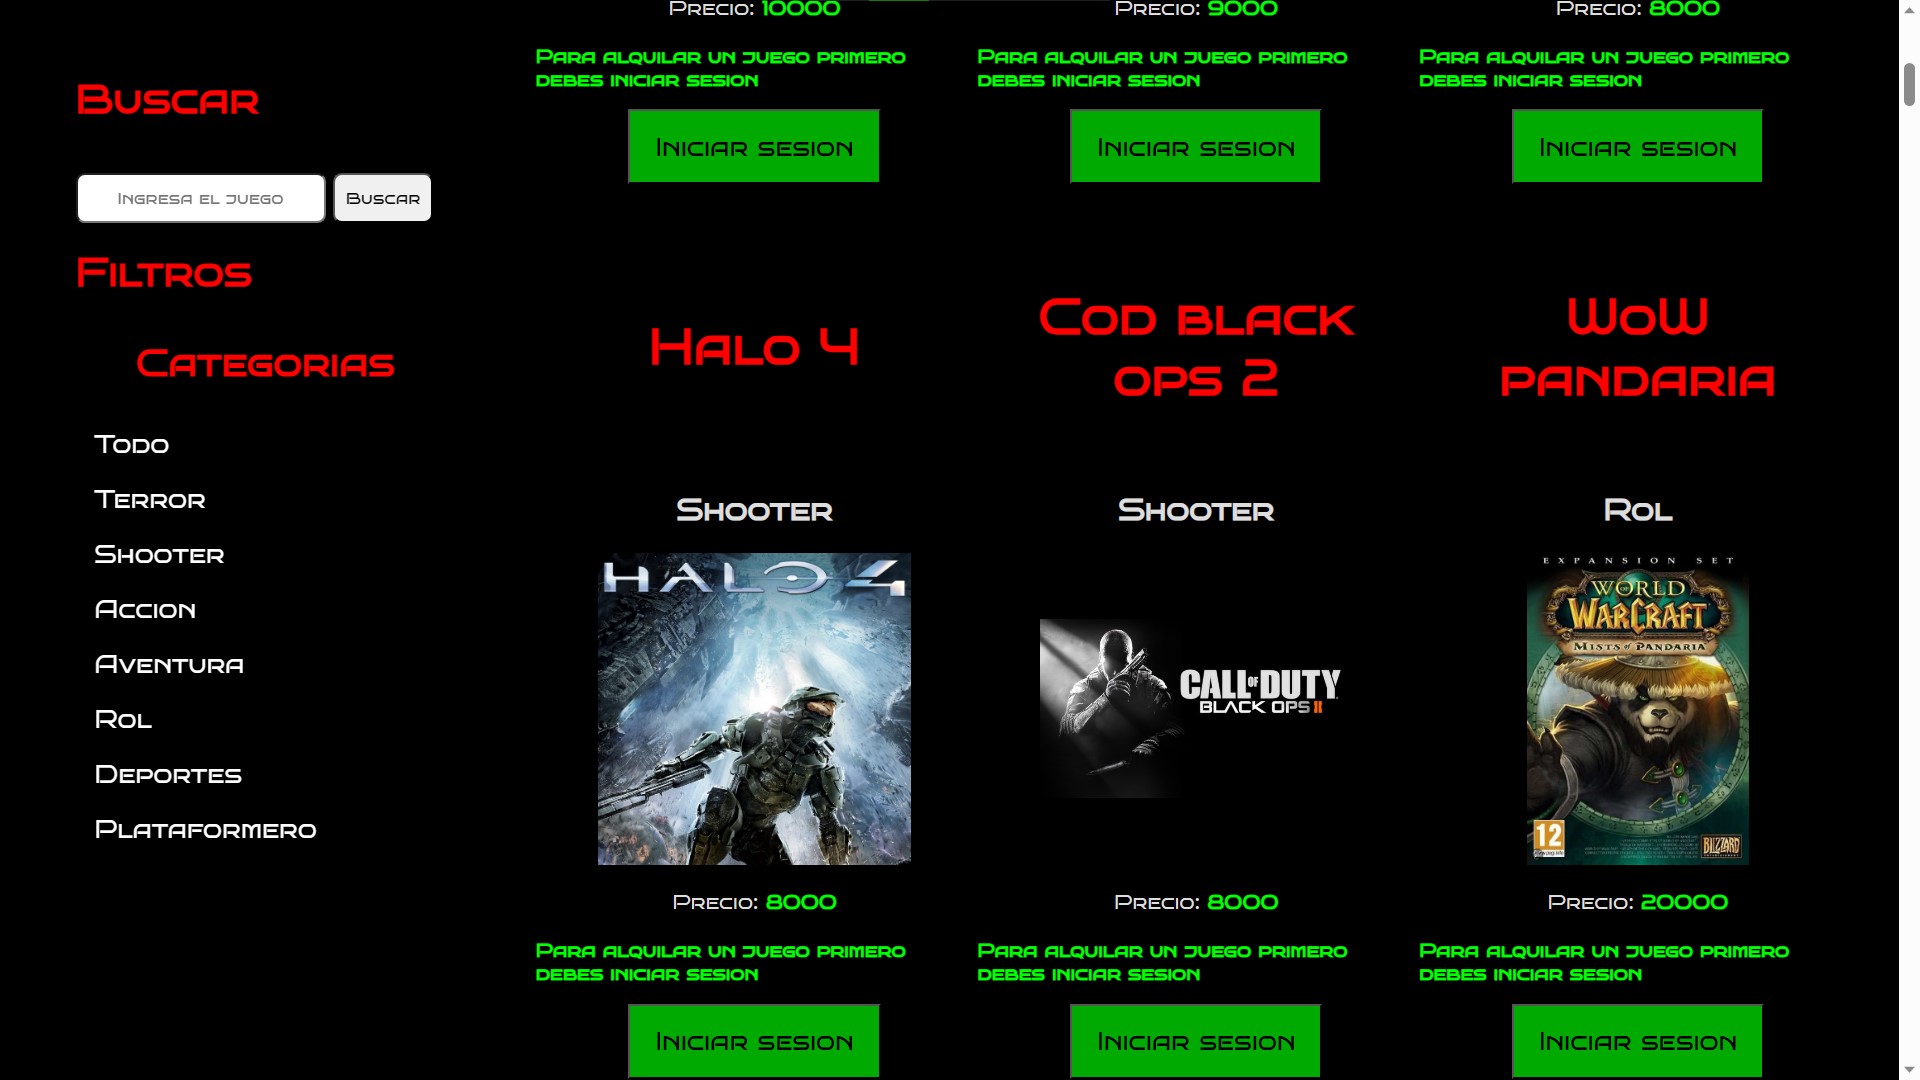 Buscar
Ingresa el juego
Buscar
Filtros
Categorias
Todo
Terror
Shooter
Accion
Aventura
Rol
Deportes
Plataformero
Precio: 10000
Para alquilar un juego primero
debes iniciar sesion
Iniciar sesion
Precio: 9000
Para alquilar un juego primero
debes iniciar sesion
Iniciar sesion
Precio: 8000
Para alquilar un juego primero
debes iniciar sesion
Iniciar sesion
Halo 4
Shooter
HALO 4
Precio: 8000
Para alquilar un juego primero
debes iniciar sesion
Iniciar sesion
Cod black
ops 2
Shooter
CALL OF DUTY
BLACK OPS II
Precio: 8000
Para alquilar un juego primero
debes iniciar sesion
Iniciar sesion
WoW
pandaria
Rol
EXPANSION SET
WORLD OF
WARCRAFT
MISTS of PANDARIA
12
BLIZZARD
Precio: 20000
Para alquilar un juego primero
debes iniciar sesion
Iniciar sesion